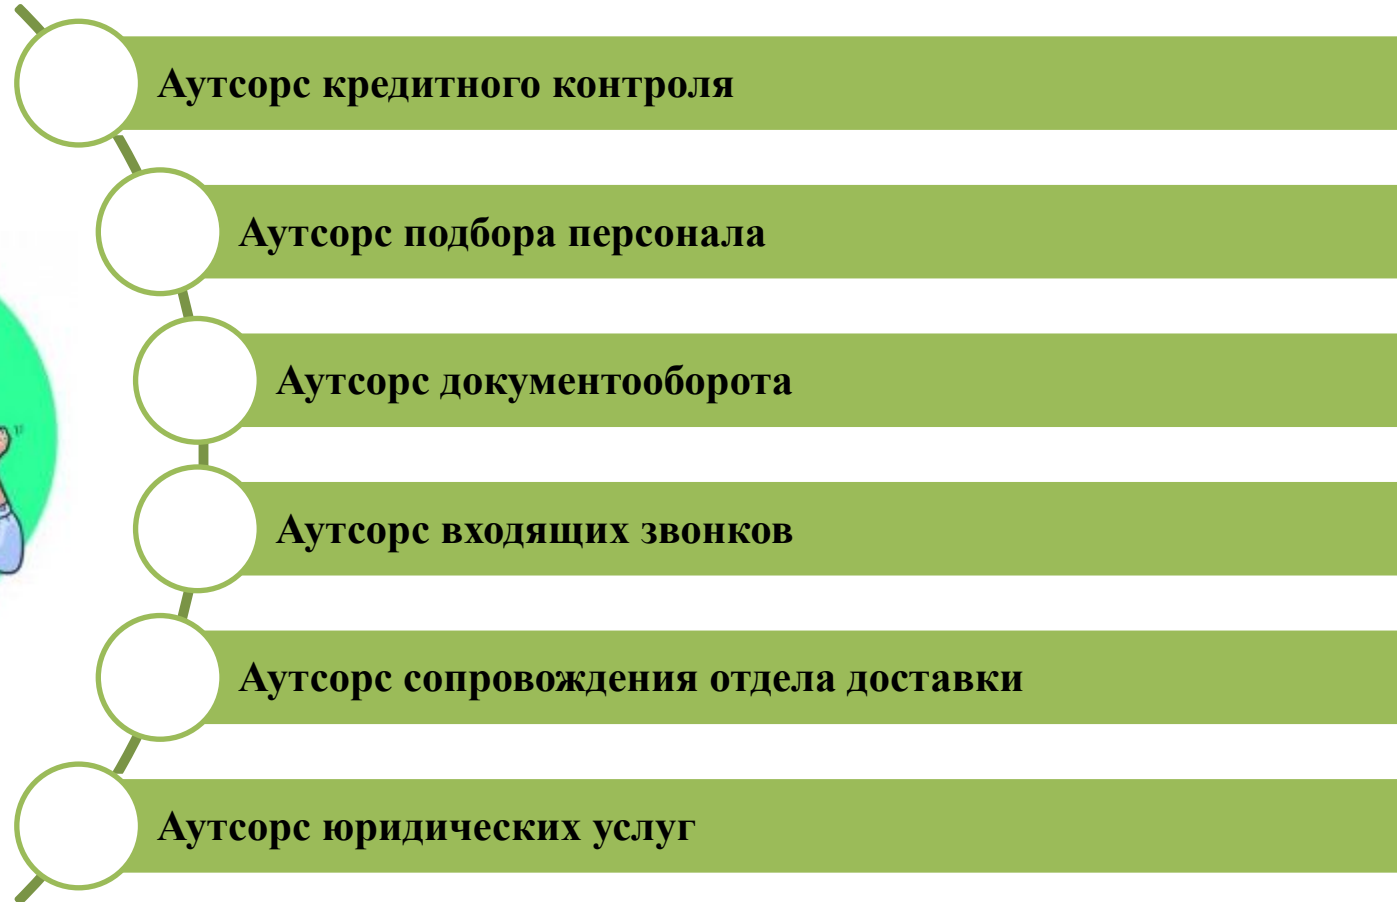 Аутсорс кредитного контроля
Аутсорс подбора персонала
Аутсорс документооборота
Аутсорс входящих звонков
Аутсорс сопровождения отдела доставки
Аутсорс юридических услуг